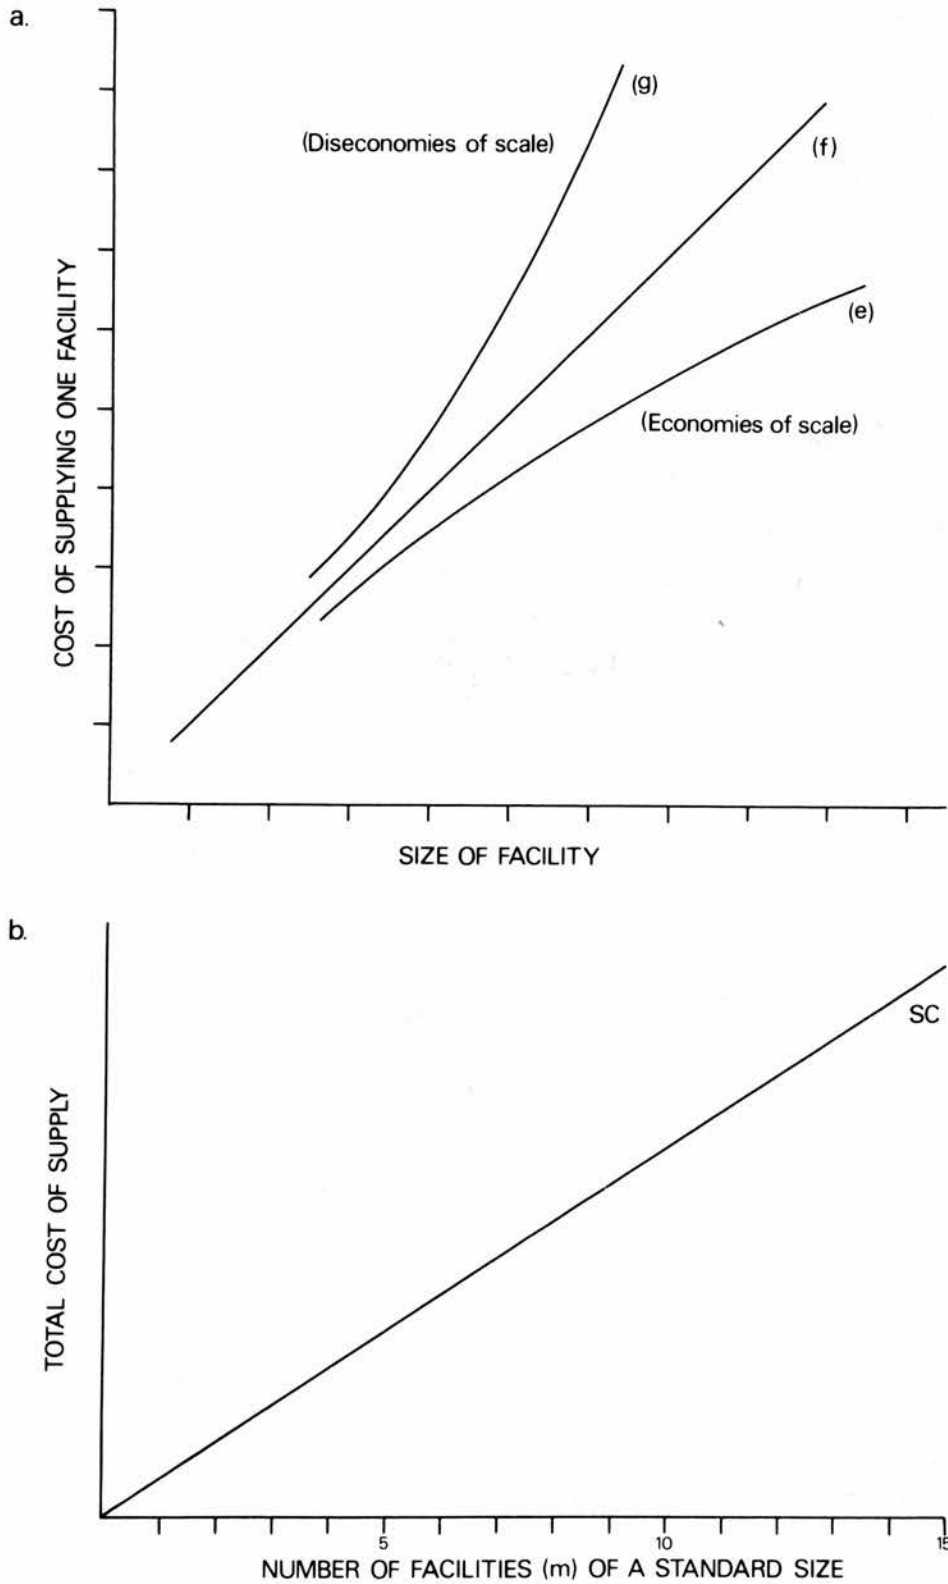 a.
(g)
(Diseconomies of scale)
(f)
(e)
(Economies of scale)
COST OF SUPPLYING ONE FACILITY
SIZE OF FACILITY
b.
SC
TOTAL COST OF SUPPLY
5 10 15
NUMBER OF FACILITIES (m) OF A STANDARD SIZE